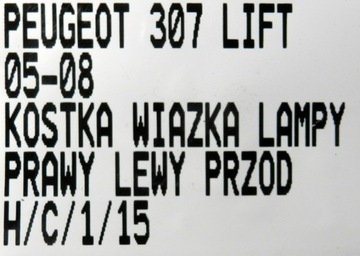 PEUGEOT 307 LIFT
05-08
KOSTKA WIAZKA LAMPY
PRAWY LEWY PRZOD
H/C/1/15